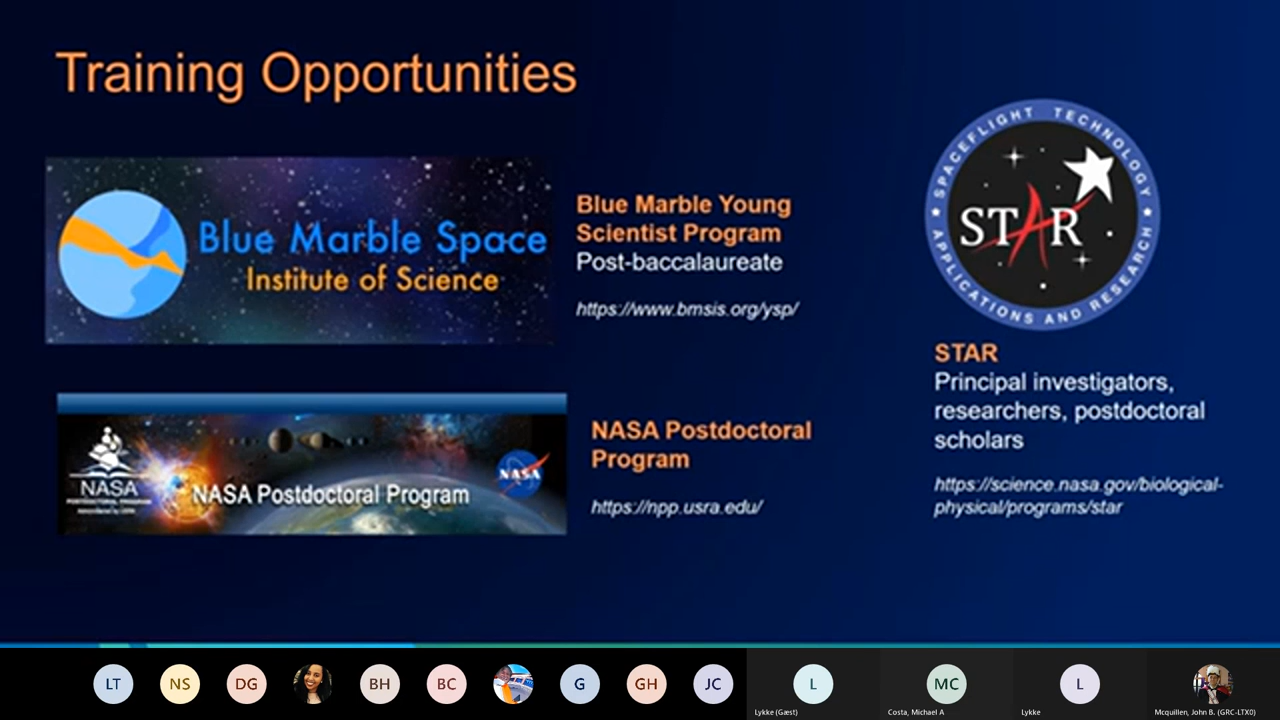 Training Opportunities
Blue Marble Space
Institute of Science
Blue Marble Young
Scientist Program
Post-baccalaureate
https://www.bmsis.org/ysp/
NASA
POSTDOCTORAL PROGRAM
NASA Postdoctoral Program
NASA
NASA Postdoctoral
Program
https://npp.usra.edu/
SPACEFLIGHT TECHNOLOGY
STAR
APPLICATIONS AND RESEARCH
STAR
Principal investigators,
researchers, postdoctoral
scholars
https://science.nasa.gov/biological-
physical/programs/star
LT NS DG BH BC G GH JC L MC L
Lykke (Gæst) Costa, Michael A Lykke Mcquillen, John B. (GRC-LTX0)